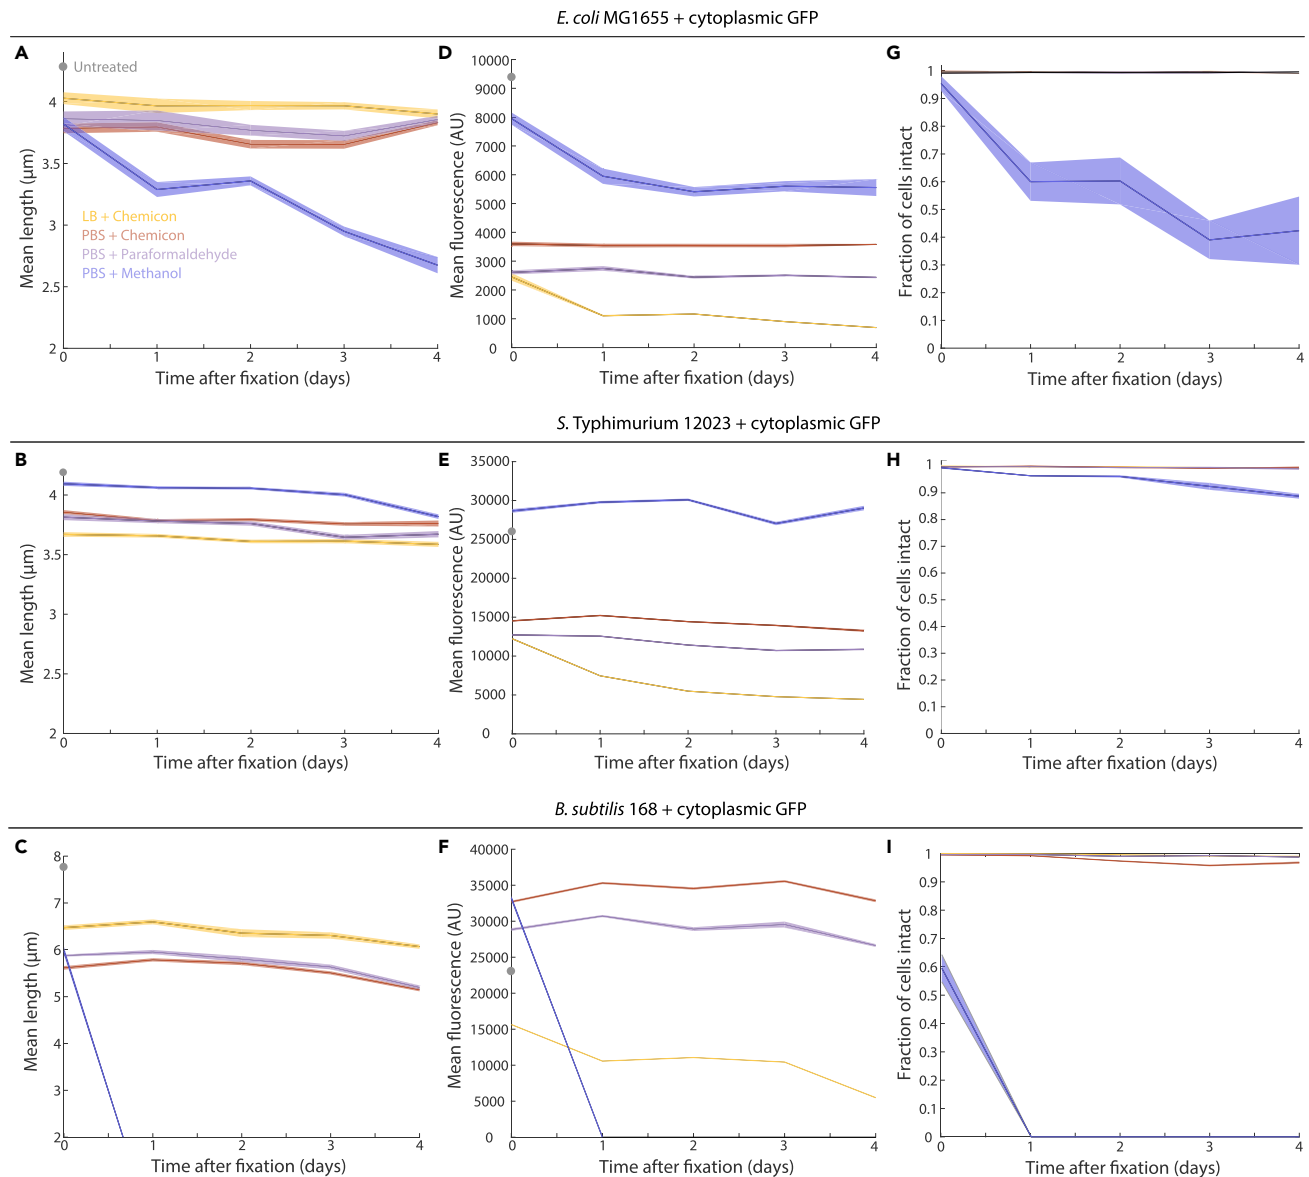 E. coli MG1655 + cytoplasmic GFP
A
Untreated
4
3.5
3
2.5
2
Mean length (μm)
LB + Chemicon
PBS + Chemicon
PBS + Paraformaldehyde
PBS + Methanol
0 1 2 3 4
Time after fixation (days)
D
10000
9000
8000
7000
6000
5000
4000
3000
2000
1000
0
Mean fluorescence (AU)
0 1 2 3 4
Time after fixation (days)
G
1
0.9
0.8
0.7
0.6
0.5
0.4
0.3
0.2
0.1
0
Fraction of cells intact
0 1 2 3 4
Time after fixation (days)
S. Typhimurium 12023 + cytoplasmic GFP
B
4
3.5
3
2.5
2
Mean length (μm)
0 1 2 3 4
Time after fixation (days)
E
35000
30000
25000
20000
15000
10000
5000
0
Mean fluorescence (AU)
0 1 2 3 4
Time after fixation (days)
H
1
0.9
0.8
0.7
0.6
0.5
0.4
0.3
0.2
0.1
0
Fraction of cells intact
0 1 2 3 4
Time after fixation (days)
B. subtilis 168 + cytoplasmic GFP
C
8
7
6
5
4
3
2
Mean length (μm)
0 1 2 3 4
Time after fixation (days)
F
40000
35000
30000
25000
20000
15000
10000
5000
0
Mean fluorescence (AU)
0 1 2 3 4
Time after fixation (days)
I
1
0.9
0.8
0.7
0.6
0.5
0.4
0.3
0.2
0.1
0
Fraction of cells intact
0 1 2 3 4
Time after fixation (days)